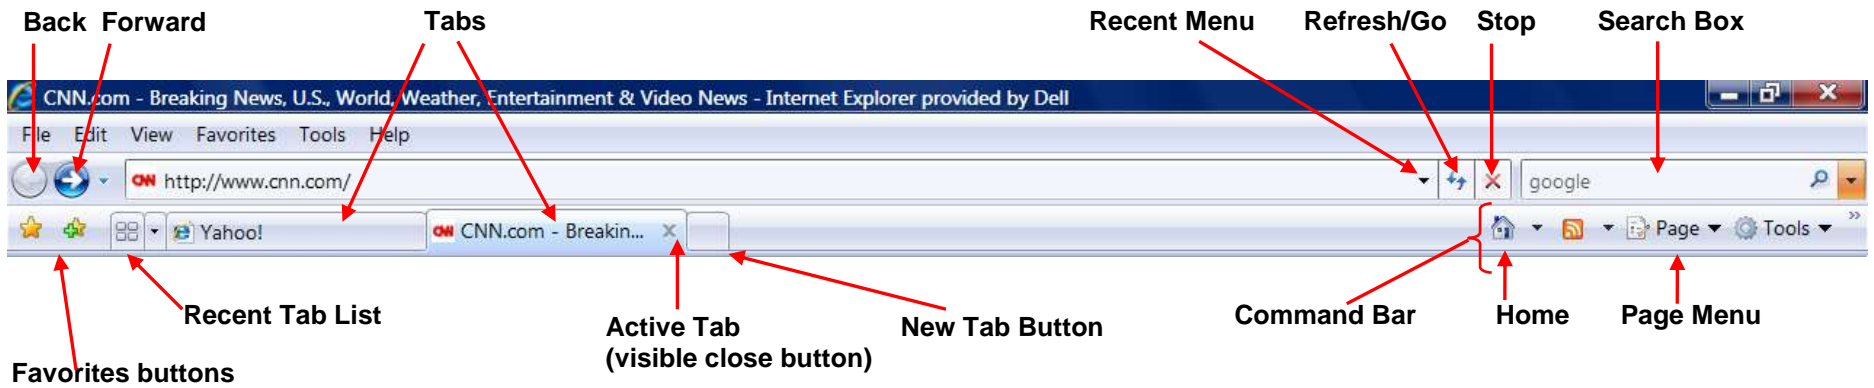 Back Forward Tabs Recent Menu Refresh/Go Stop Search Box
CNN.com - Breaking News, U.S., World, Weather, Entertainment & Video News - Internet Explorer provided by Dell
File Edit View Favorites Tools Help
CNN http://www.cnn.com/ google
Yahoo! CNN CNN.com - Breakin... Page Tools
Recent Tab List Active Tab New Tab Button Command Bar Home Page Menu
(visible close button)
Favorites buttons